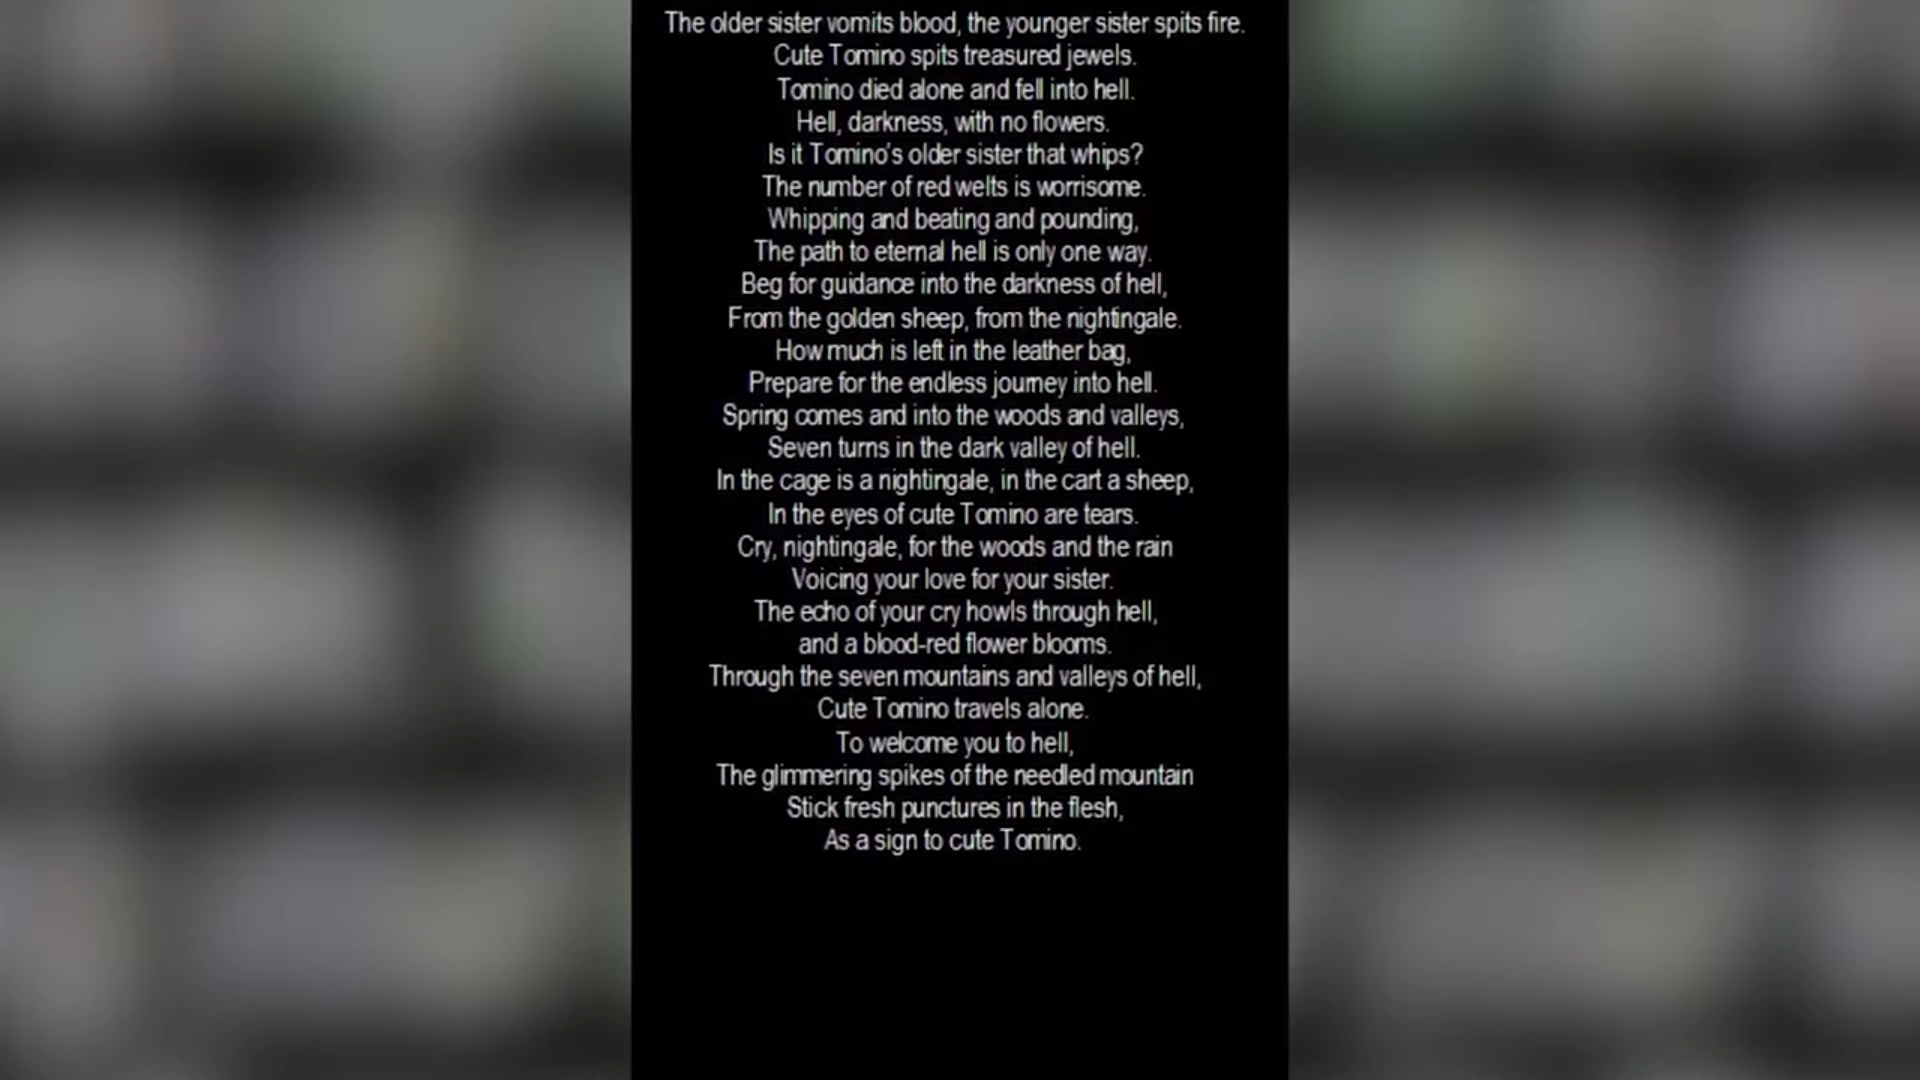 The older sister vomits blood, the younger sister spits fire.
Cute Tomino spits treasured jewels.
Tomino died alone and fell into hell.
Hell, darkness, with no flowers.
Is it Tomino's older sister that whips?
The number of red welts is worrisome.
Whipping and beating and pounding,
The path to eternal hell is only one way.
Beg for guidance into the darkness of hell,
From the golden sheep, from the nightingale.
How much is left in the leather bag,
Prepare for the endless journey into hell.
Spring comes and into the woods and valleys,
Seven turns in the dark valley of hell.
In the cage is a nightingale, in the cart a sheep,
In the eyes of cute Tomino are tears.
Cry, nightingale, for the woods and the rain
Voicing your love for your sister.
The echo of your cry howls through hell,
and a blood-red flower blooms.
Through the seven mountains and valleys of hell,
Cute Tomino travels alone.
To welcome you to hell,
The glimmering spikes of the needled mountain
Stick fresh punctures in the flesh,
As a sign to cute Tomino.